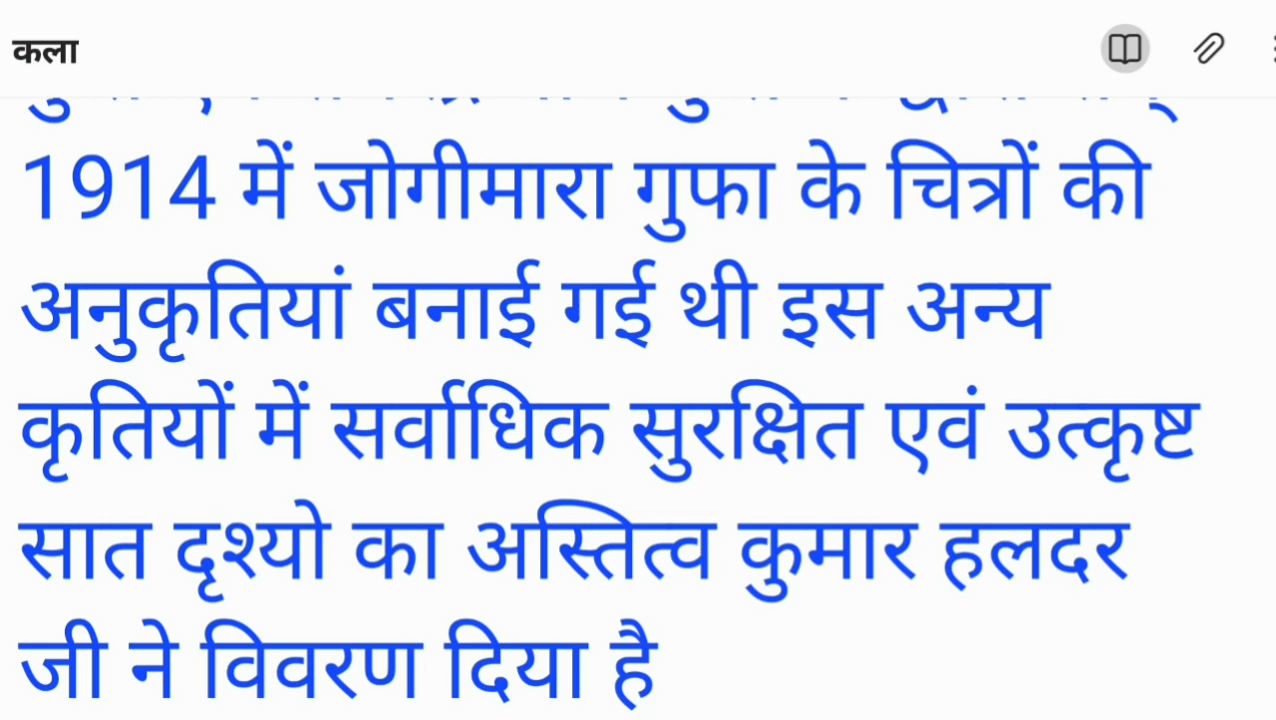 कला
1914 में जोगीमारा गुफा के चित्रों की
अनुकृतियां बनाई गई थी इस अन्य
कृतियों में सर्वाधिक सुरक्षित एवं उत्कृष्ट
सात दृश्यो का अस्तित्व कुमार हलदर
जी ने विवरण दिया है